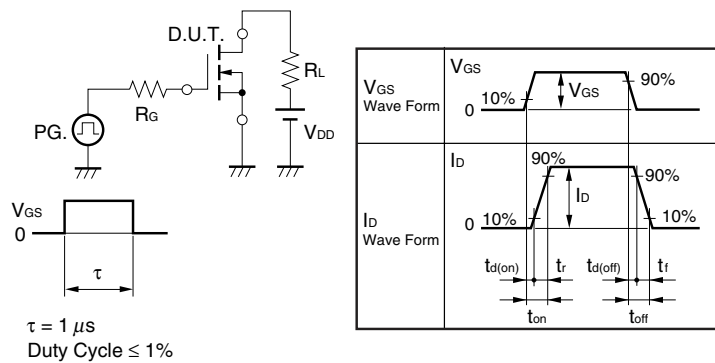 D.U.T.
RL
RG
PG.
VDD
VGS
0
τ
τ = 1 μs
Duty Cycle ≤ 1%
VGS
Wave Form
VGS
10%
0
VGS
90%
ID
Wave Form
ID
90%
90%
ID
0
10%
10%
td(on)
tr
td(off)
tf
ton
toff